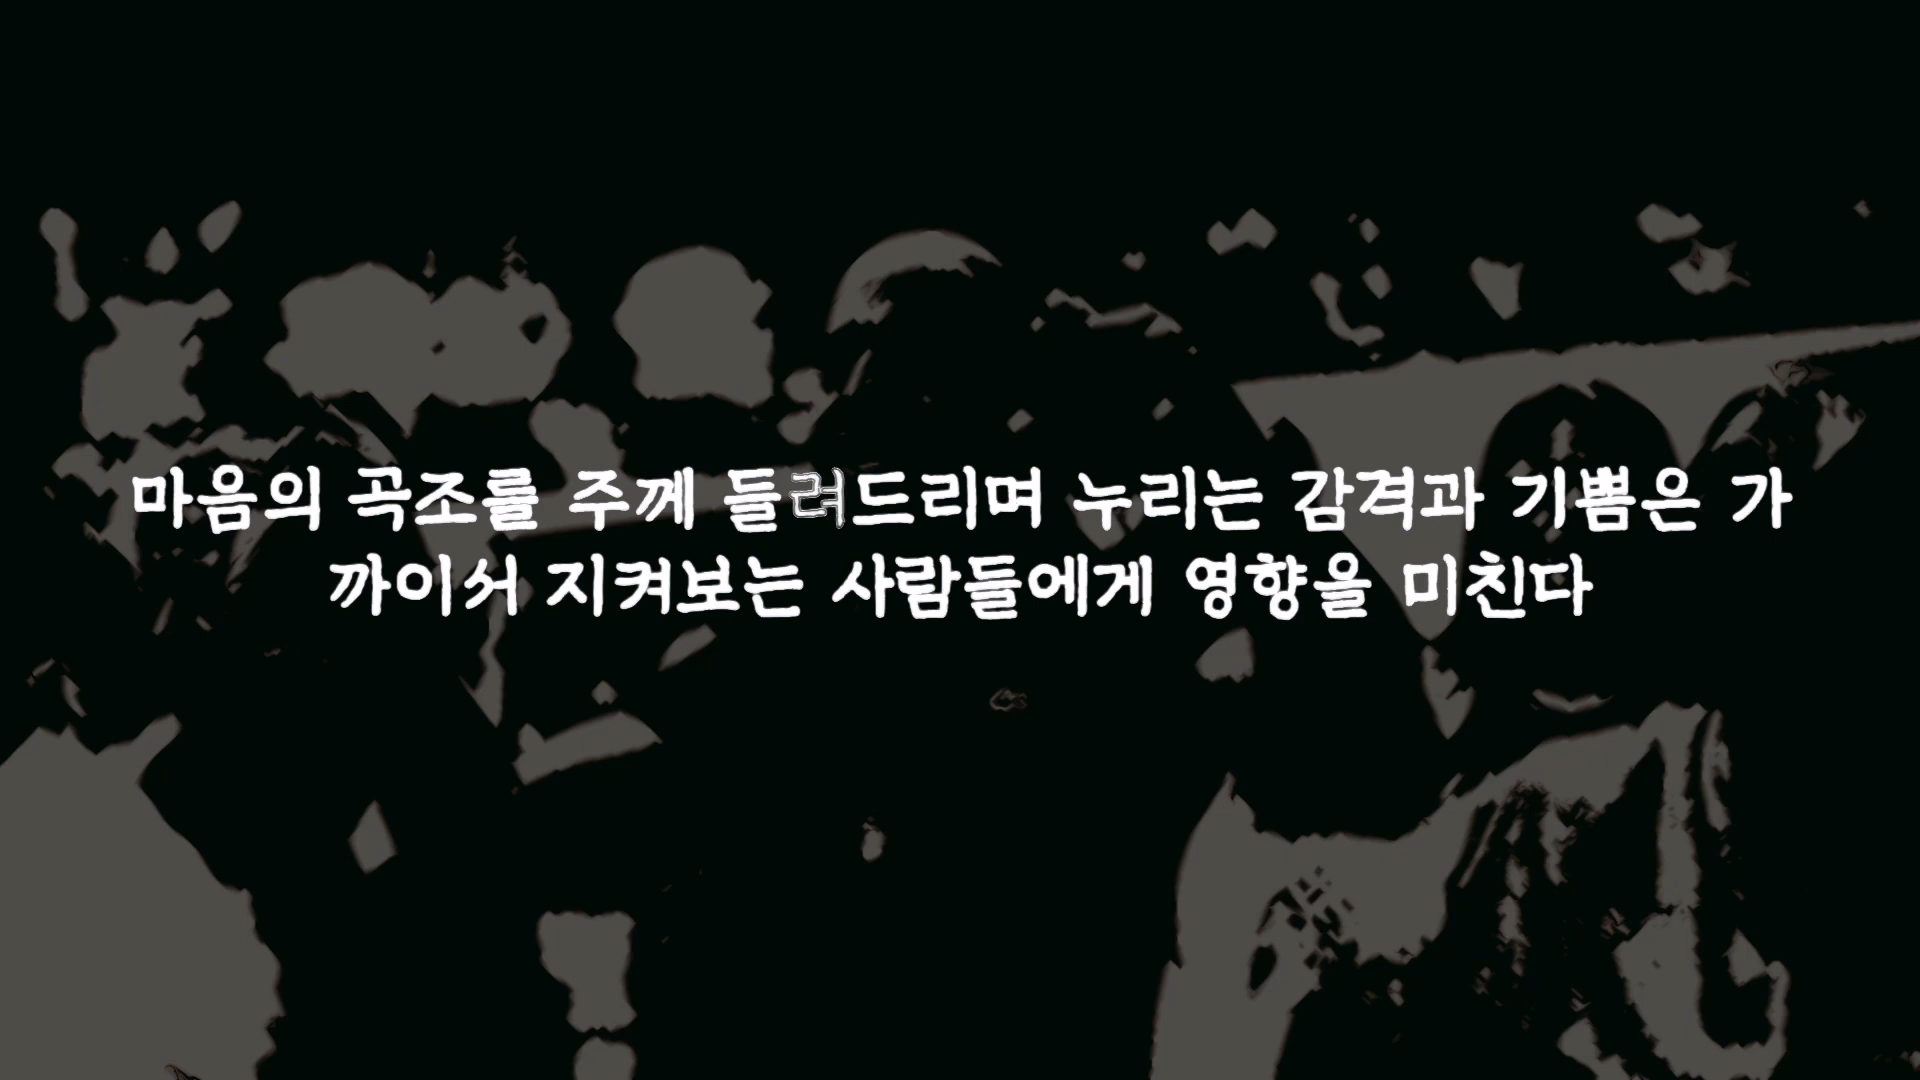 마음의 곡조를 주께 들려드리며 누리는 감격과 기쁨은 가
까이서 지켜보는 사람들에게 영향을 미친다